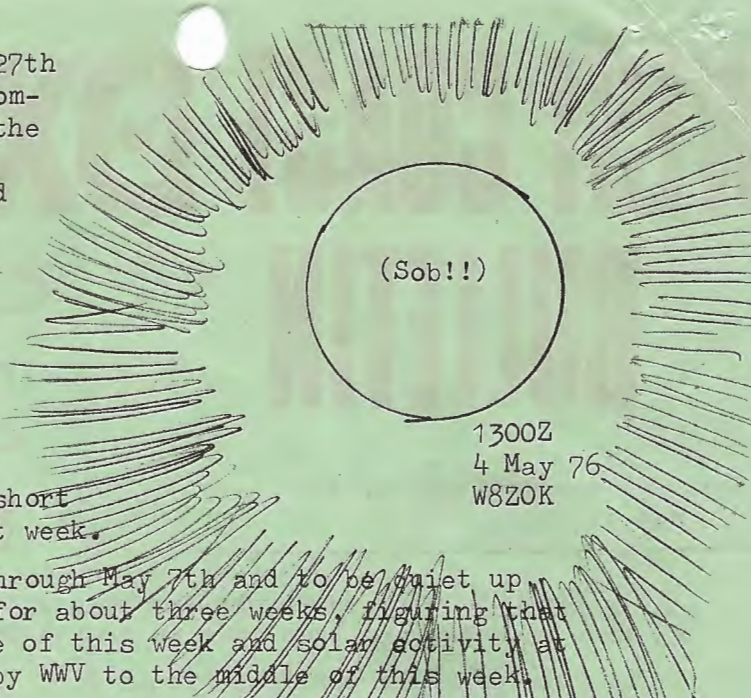 27th
om-
the
d
(Sob!!)
1300Z
4 May 76
W8ZOK
short
t week.
hrough May 7th and to be quiet up
for about three weeks, figuring that
e of this week and solar activity at
by WWV to the middle of this week.